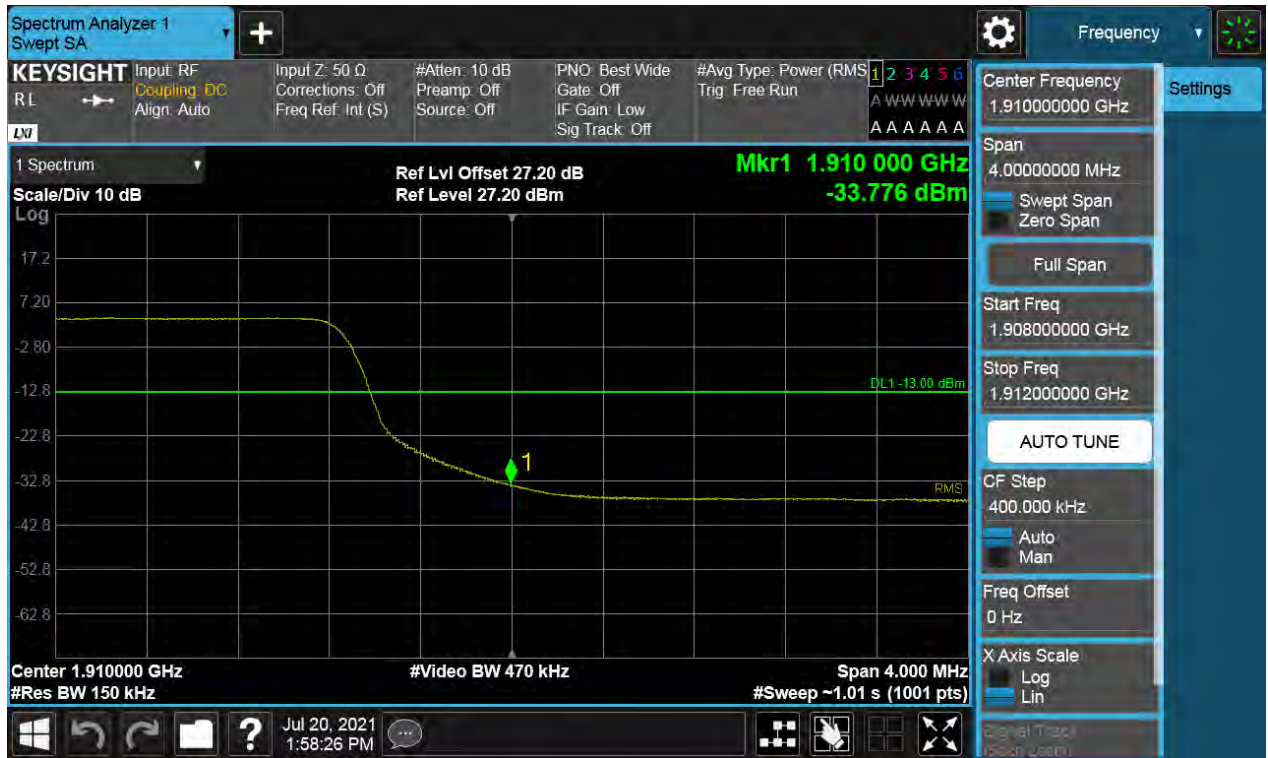 Spectrum Analyzer 1
Swept SA
+
Frequency
KEYSIGHT
R L
LXI
Input: RF
Coupling: DC
Align: Auto
Input Z: 50 Ω
Corrections: Off
Freq Ref: Int (S)
#Atten: 10 dB
Preamp: Off
Source: Off
PNO: Best Wide
Gate: Off
IF Gain: Low
Sig Track: Off
#Avg Type: Power (RMS
Trig: Free Run
1 2 3 4 5 6
A W W W W W
A A A A A A
1 Spectrum
Scale/Div 10 dB
Log
Ref Lvl Offset 27.20 dB
Ref Level 27.20 dBm
Mkr1 1.910 000 GHz
-33.776 dBm
17.2
7.20
-2.80
-12.8
-22.8
-32.8
-42.8
-52.8
-62.8
DL1 -13.00 dBm
1
RMS
Center 1.910000 GHz
#Res BW 150 kHz
#Video BW 470 kHz
Span 4.000 MHz
#Sweep ~1.01 s (1001 pts)
Center Frequency
1.910000000 GHz
Span
4.00000000 MHz
Swept Span
Zero Span
Full Span
Start Freq
1.908000000 GHz
Stop Freq
1.912000000 GHz
AUTO TUNE
CF Step
400.000 kHz
Auto
Man
Freq Offset
0 Hz
X Axis Scale
Log
Lin
Signal Track
(Span Zoom)
Settings
?
Jul 20, 2021
1:58:26 PM